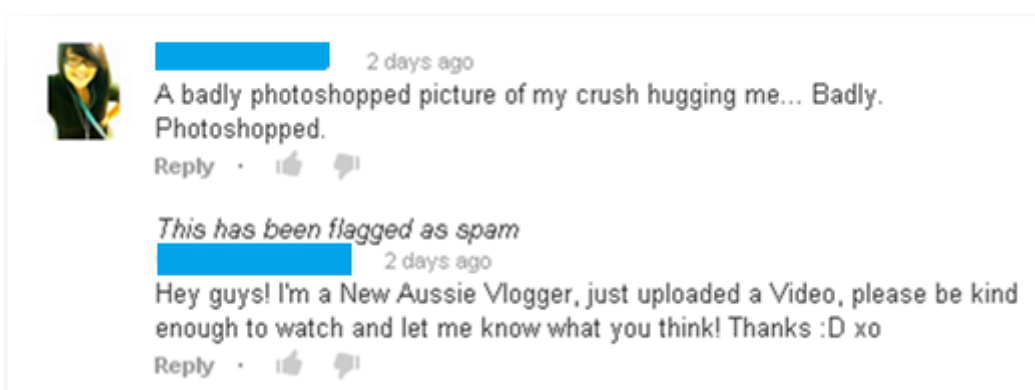 2 days ago
A badly photoshopped picture of my crush hugging me... Badly.
Photoshopped.
Reply ·
This has been flagged as spam
2 days ago
Hey guys! I'm a New Aussie Vlogger, just uploaded a Video, please be kind
enough to watch and let me know what you think! Thanks :D xo
Reply ·